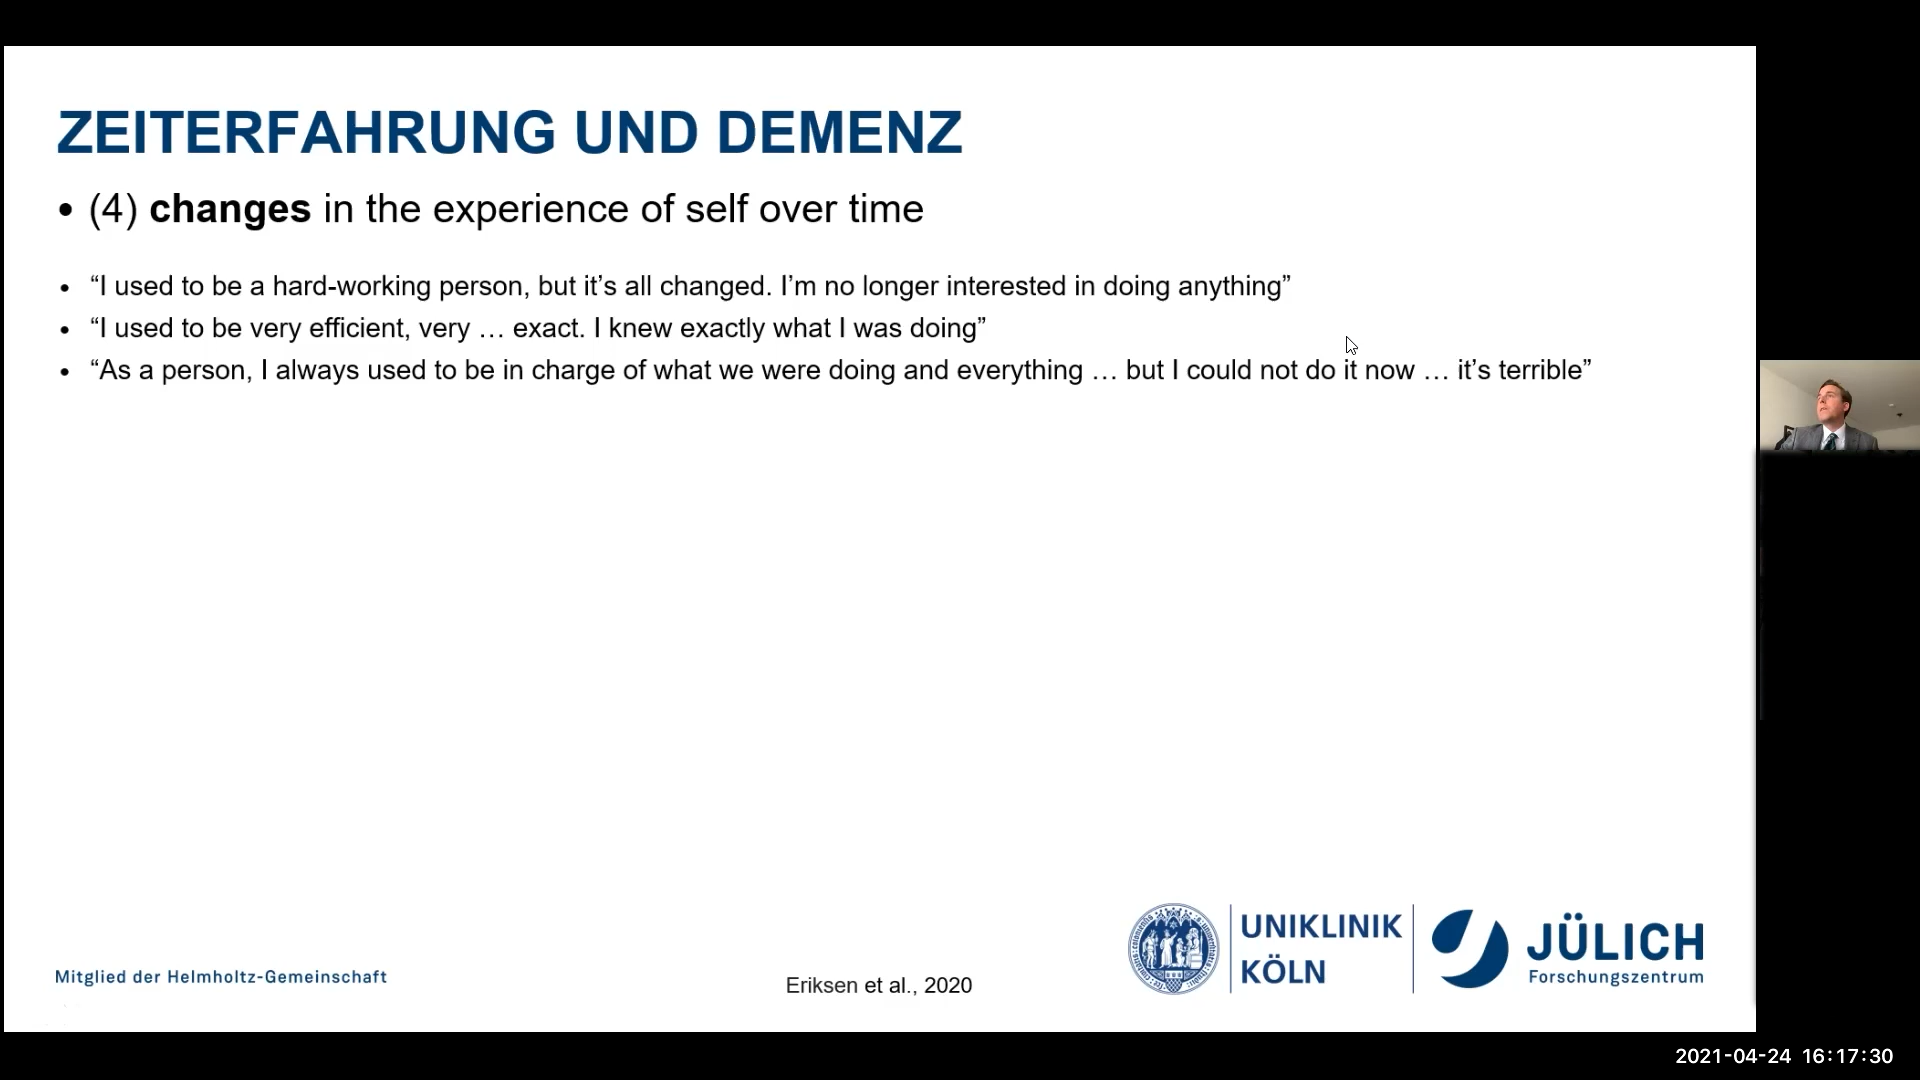 ZEITERFAHRUNG UND DEMENZ
• (4) changes in the experience of self over time
• “I used to be a hard-working person, but it’s all changed. I’m no longer interested in doing anything”
• “I used to be very efficient, very … exact. I knew exactly what I was doing”
• “As a person, I always used to be in charge of what we were doing and everything … but I could not do it now … it’s terrible”
Mitglied der Helmholtz-Gemeinschaft
Eriksen et al., 2020
UNIKLINIK
KÖLN
JÜLICH
Forschungszentrum
2021-04-24 16:17:30